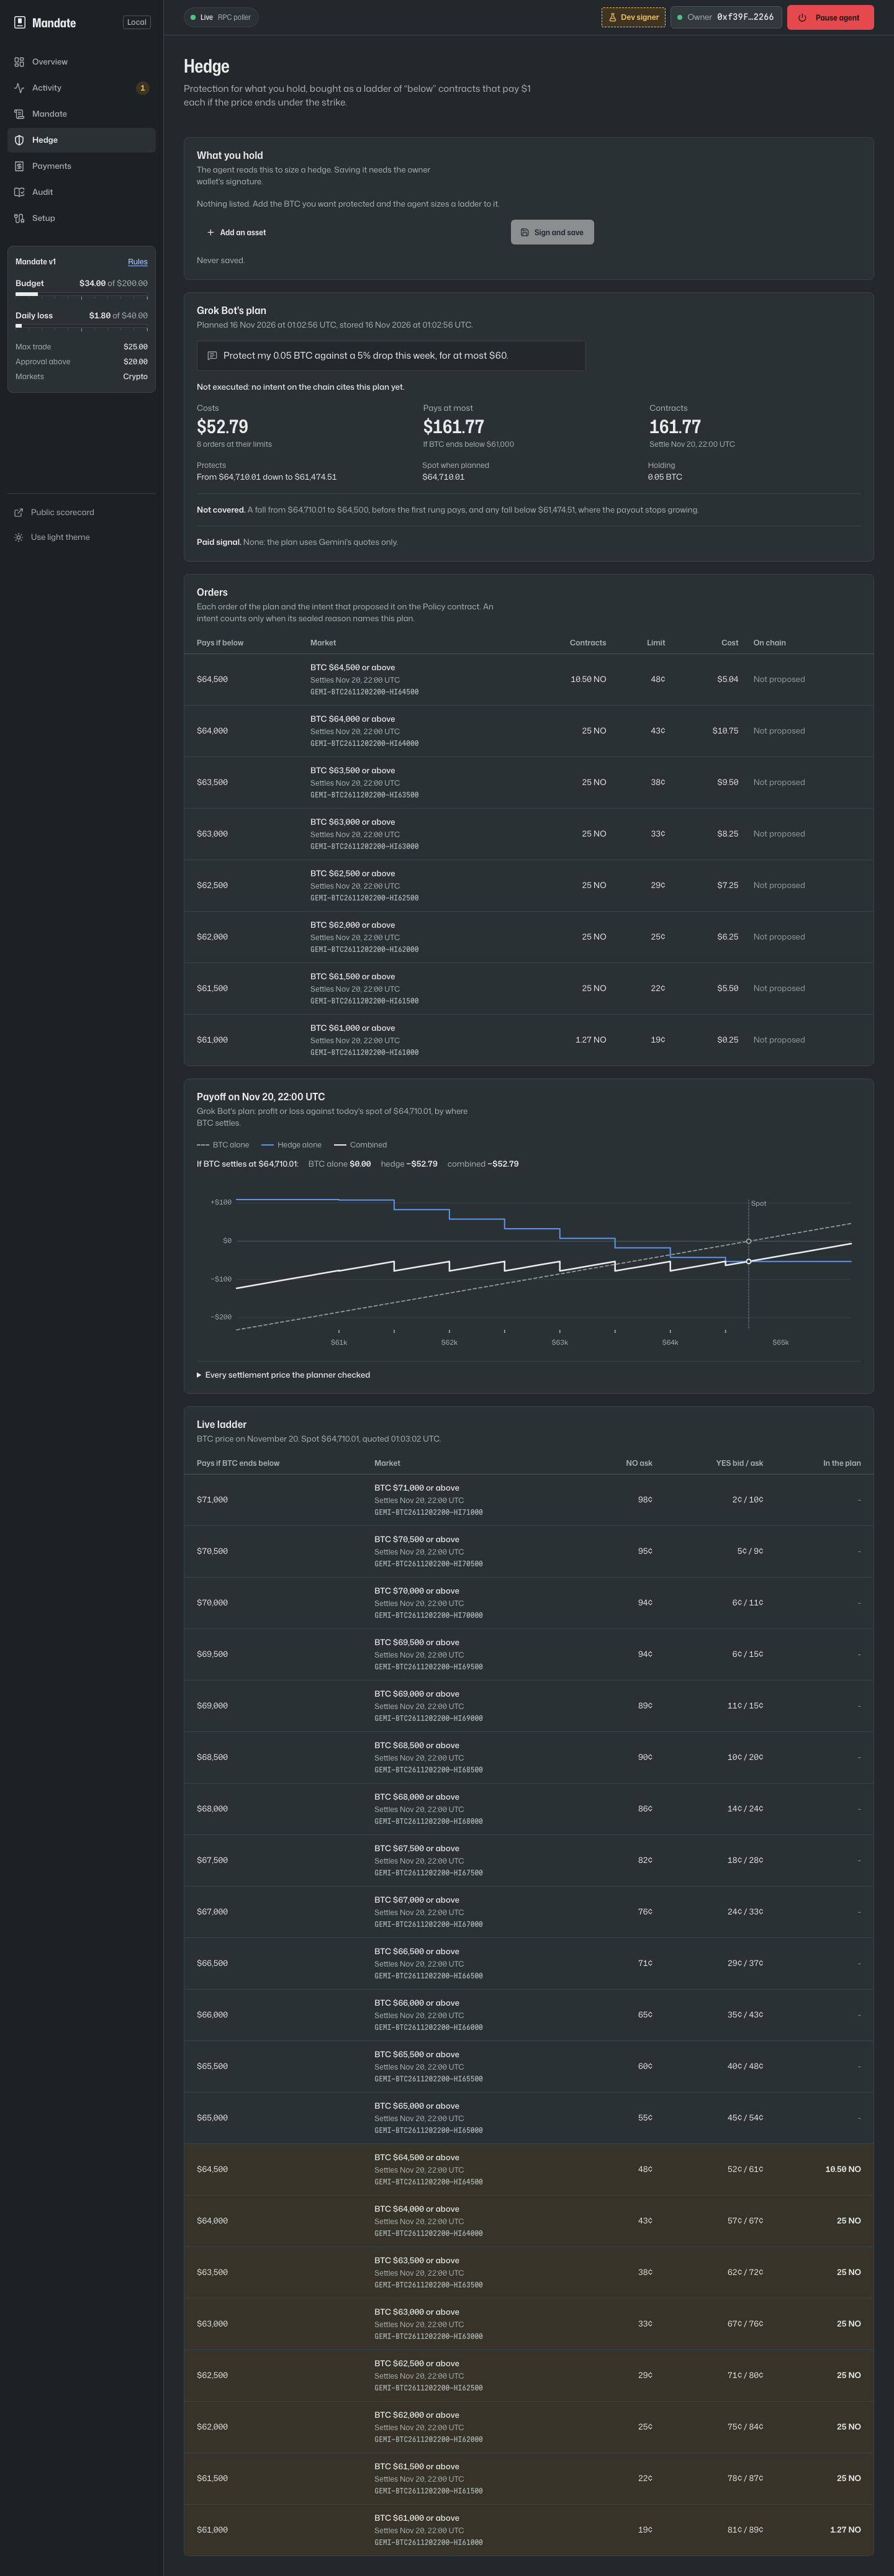 Mandate
Local
Overview
Activity
1
Mandate
Hedge
Payments
Audit
Setup
Mandate v1
Rules
Budget
$34.00 of $200.00
Daily loss
$1.80 of $40.00
Max trade
$25.00
Approval above
$20.00
Markets
Crypto
Public scorecard
Use light theme
Live RPC poller
Dev signer
Owner 0xf39F…2266
Pause agent
Hedge
Protection for what you hold, bought as a ladder of “below” contracts that pay $1
each if the price ends under the strike.
What you hold
The agent reads this to size a hedge. Saving it needs the owner
wallet's signature.
Nothing listed. Add the BTC you want protected and the agent sizes a ladder to it.
Add an asset
Sign and save
Never saved.
Grok Bot's plan
Planned 16 Nov 2026 at 01:02:56 UTC, stored 16 Nov 2026 at 01:02:56 UTC.
Protect my 0.05 BTC against a 5% drop this week, for at most $60.
Not executed: no intent on the chain cites this plan yet.
Costs
$52.79
8 orders at their limits
Pays at most
$161.77
If BTC ends below $61,000
Contracts
161.77
Settle Nov 20, 22:00 UTC
Protects
From $64,710.01 down to $61,474.51
Spot when planned
$64,710.01
Holding
0.05 BTC
Not covered. A fall from $64,710.01 to $64,500, before the first rung pays, and any fall below $61,474.51, where the payout stops growing.
Paid signal. None: the plan uses Gemini's quotes only.
Orders
Each order of the plan and the intent that proposed it on the Policy contract. An
intent counts only when its sealed reason names this plan.
Pays if below Market Contracts Limit Cost On chain
BTC $64,500 or above
$64,500 Settles Nov 20, 22:00 UTC 10.50 NO 48¢ $5.04 Not proposed
GEMI-BTC2611202200-HI64500
BTC $64,000 or above
$64,000 Settles Nov 20, 22:00 UTC 25 NO 43¢ $10.75 Not proposed
GEMI-BTC2611202200-HI64000
BTC $63,500 or above
$63,500 Settles Nov 20, 22:00 UTC 25 NO 38¢ $9.50 Not proposed
GEMI-BTC2611202200-HI63500
BTC $63,000 or above
$63,000 Settles Nov 20, 22:00 UTC 25 NO 33¢ $8.25 Not proposed
GEMI-BTC2611202200-HI63000
BTC $62,500 or above
$62,500 Settles Nov 20, 22:00 UTC 25 NO 29¢ $7.25 Not proposed
GEMI-BTC2611202200-HI62500
BTC $62,000 or above
$62,000 Settles Nov 20, 22:00 UTC 25 NO 25¢ $6.25 Not proposed
GEMI-BTC2611202200-HI62000
BTC $61,500 or above
$61,500 Settles Nov 20, 22:00 UTC 25 NO 22¢ $5.50 Not proposed
GEMI-BTC2611202200-HI61500
BTC $61,000 or above
$61,000 Settles Nov 20, 22:00 UTC 1.27 NO 19¢ $0.25 Not proposed
GEMI-BTC2611202200-HI61000
Payoff on Nov 20, 22:00 UTC
Grok Bot's plan: profit or loss against today's spot of $64,710.01, by where
BTC settles.
BTC alone Hedge alone Combined
If BTC settles at $64,710.01: BTC alone $0.00 hedge −$52.79 combined −$52.79
+$100
$0
−$100
−$200
Spot
$61k $62k $63k $64k $65k
Every settlement price the planner checked
Live ladder
BTC price on November 20. Spot $64,710.01, quoted 01:03:02 UTC.
Pays if BTC ends below Market NO ask YES bid / ask In the plan
BTC $71,000 or above
$71,000 Settles Nov 20, 22:00 UTC 98¢ 2¢ / 10¢ -
GEMI-BTC2611202200-HI71000
BTC $70,500 or above
$70,500 Settles Nov 20, 22:00 UTC 95¢ 5¢ / 9¢ -
GEMI-BTC2611202200-HI70500
BTC $70,000 or above
$70,000 Settles Nov 20, 22:00 UTC 94¢ 6¢ / 11¢ -
GEMI-BTC2611202200-HI70000
BTC $69,500 or above
$69,500 Settles Nov 20, 22:00 UTC 94¢ 6¢ / 15¢ -
GEMI-BTC2611202200-HI69500
BTC $69,000 or above
$69,000 Settles Nov 20, 22:00 UTC 89¢ 11¢ / 15¢ -
GEMI-BTC2611202200-HI69000
BTC $68,500 or above
$68,500 Settles Nov 20, 22:00 UTC 90¢ 10¢ / 20¢ -
GEMI-BTC2611202200-HI68500
BTC $68,000 or above
$68,000 Settles Nov 20, 22:00 UTC 86¢ 14¢ / 24¢ -
GEMI-BTC2611202200-HI68000
BTC $67,500 or above
$67,500 Settles Nov 20, 22:00 UTC 82¢ 18¢ / 28¢ -
GEMI-BTC2611202200-HI67500
BTC $67,000 or above
$67,000 Settles Nov 20, 22:00 UTC 76¢ 24¢ / 33¢ -
GEMI-BTC2611202200-HI67000
BTC $66,500 or above
$66,500 Settles Nov 20, 22:00 UTC 71¢ 29¢ / 37¢ -
GEMI-BTC2611202200-HI66500
BTC $66,000 or above
$66,000 Settles Nov 20, 22:00 UTC 65¢ 35¢ / 43¢ -
GEMI-BTC2611202200-HI66000
BTC $65,500 or above
$65,500 Settles Nov 20, 22:00 UTC 60¢ 40¢ / 48¢ -
GEMI-BTC2611202200-HI65500
BTC $65,000 or above
$65,000 Settles Nov 20, 22:00 UTC 55¢ 45¢ / 54¢ -
GEMI-BTC2611202200-HI65000
BTC $64,500 or above
$64,500 Settles Nov 20, 22:00 UTC 48¢ 52¢ / 61¢ 10.50 NO
GEMI-BTC2611202200-HI64500
BTC $64,000 or above
$64,000 Settles Nov 20, 22:00 UTC 43¢ 57¢ / 67¢ 25 NO
GEMI-BTC2611202200-HI64000
BTC $63,500 or above
$63,500 Settles Nov 20, 22:00 UTC 38¢ 62¢ / 72¢ 25 NO
GEMI-BTC2611202200-HI63500
BTC $63,000 or above
$63,000 Settles Nov 20, 22:00 UTC 33¢ 67¢ / 76¢ 25 NO
GEMI-BTC2611202200-HI63000
BTC $62,500 or above
$62,500 Settles Nov 20, 22:00 UTC 29¢ 71¢ / 80¢ 25 NO
GEMI-BTC2611202200-HI62500
BTC $62,000 or above
$62,000 Settles Nov 20, 22:00 UTC 25¢ 75¢ / 84¢ 25 NO
GEMI-BTC2611202200-HI62000
BTC $61,500 or above
$61,500 Settles Nov 20, 22:00 UTC 22¢ 78¢ / 87¢ 25 NO
GEMI-BTC2611202200-HI61500
BTC $61,000 or above
$61,000 Settles Nov 20, 22:00 UTC 19¢ 81¢ / 89¢ 1.27 NO
GEMI-BTC2611202200-HI61000